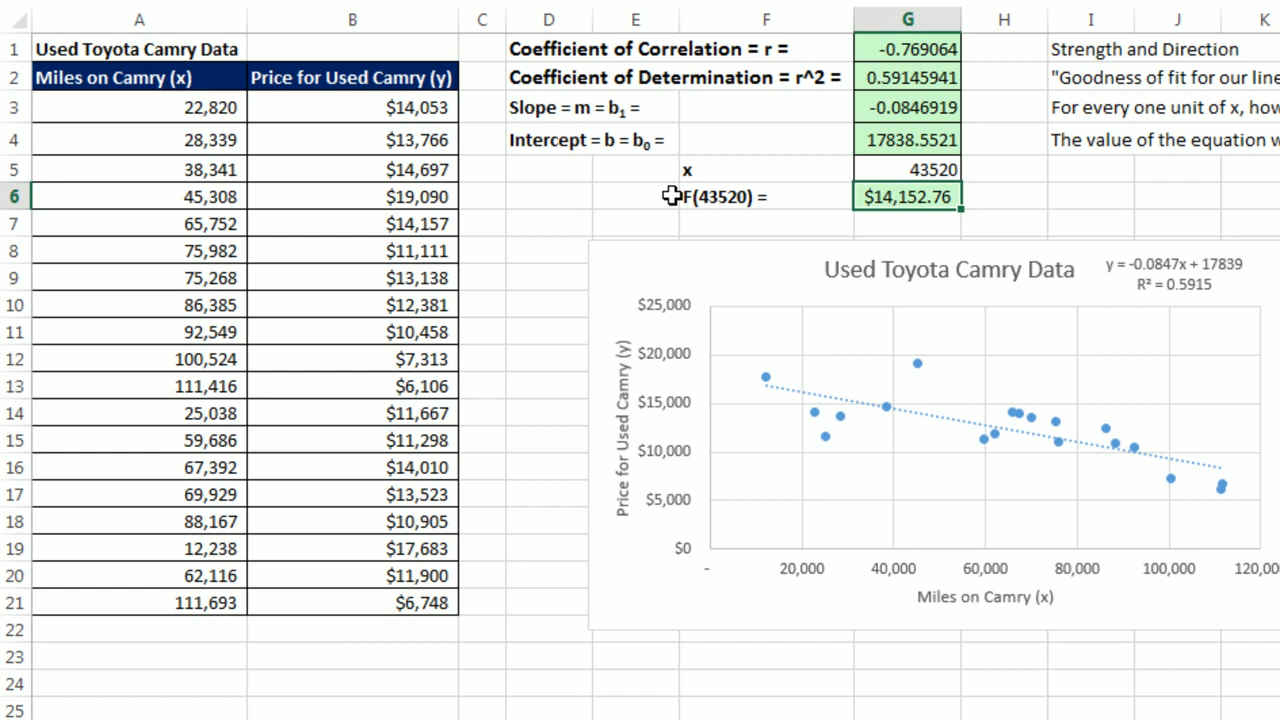 A B C D E F G H I J K
1 Used Toyota Camry Data Coefficient of Correlation = r = -0.769064 Strength and Direction
2 Miles on Camry (x) Price for Used Camry (y) Coefficient of Determination = r^2 = 0.59145941 "Goodness of fit for our line
3 22,820 $14,053 Slope = m = b₁ = -0.0846919 For every one unit of x, how
4 28,339 $13,766 Intercept = b = b₀ = 17838.5521 The value of the equation w
5 38,341 $14,697 x 43520
6 45,308 $19,090 F(43520) = $14,152.76
7 65,752 $14,157
8 75,982 $11,111
9 75,268 $13,138
10 86,385 $12,381
11 92,549 $10,458
12 100,524 $7,313
13 111,416 $6,106
14 25,038 $11,667
15 59,686 $11,298
16 67,392 $14,010
17 69,929 $13,523
18 88,167 $10,905
19 12,238 $17,683
20 62,116 $11,900
21 111,693 $6,748
22
23
24
25
Used Toyota Camry Data
y = -0.0847x + 17839
R² = 0.5915
Price for Used Camry (y)
$25,000
$20,000
$15,000
$10,000
$5,000
$0
- 20,000 40,000 60,000 80,000 100,000 120,00
Miles on Camry (x)